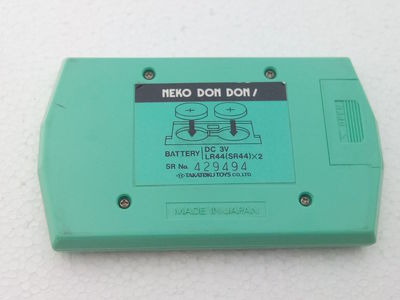 NEKO DON DON!
BATTERY DC 3V
LR44(SR44)×2
SR No. 429494
TAKATOKU TOYS CO., LTD.
MADE IN JAPAN